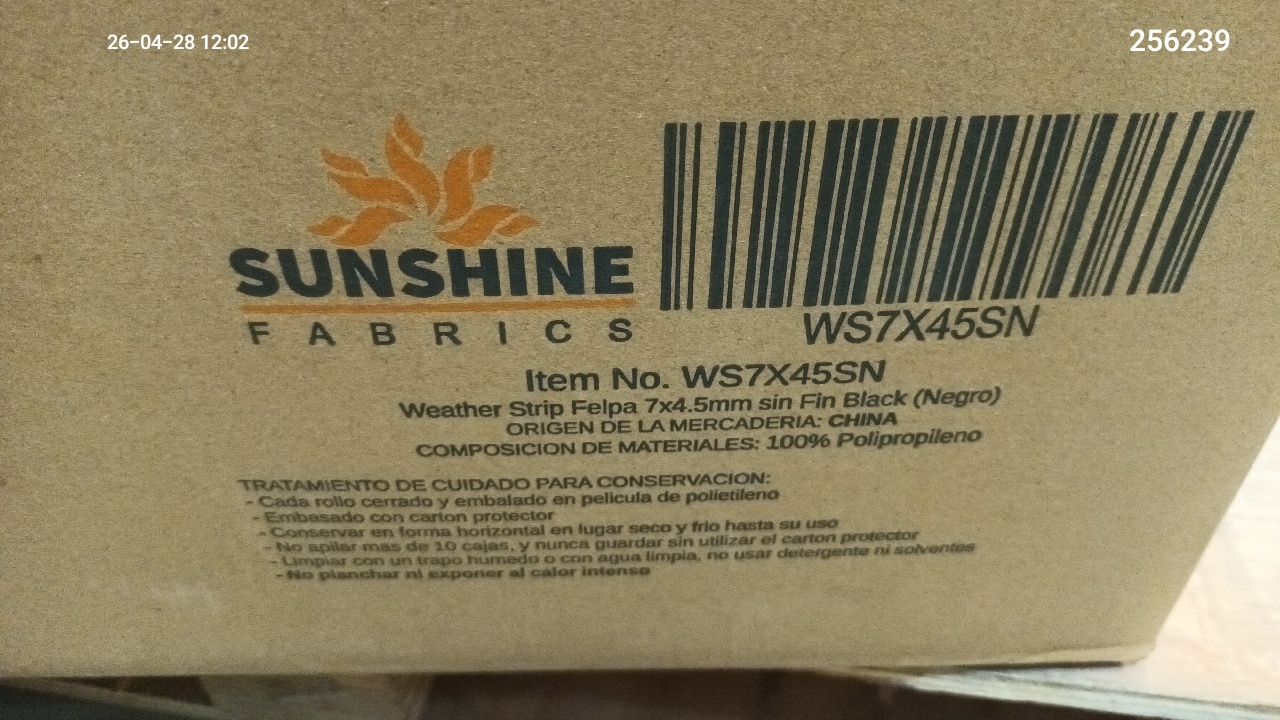 26-04-28 12:02
256239
SUNSHINE
FABRICS
WS7X45SN
Item No. WS7X45SN
Weather Strip Felpa 7x4.5mm sin Fin Black (Negro)
ORIGEN DE LA MERCADERIA: CHINA
COMPOSICION DE MATERIALES: 100% Polipropileno
TRATAMIENTO DE CUIDADO PARA CONSERVACION:
- Cada rollo cerrado y embalado en pelicula de polietileno
- Embesado con carton protector
- Conservar en forma horizontal en lugar seco y frio hasta su uso
- No apilar mas de 10 cajas, y nunca guardar sin utilizar el carton protector
- Limpiar con un trapo humedo o con agua limpia, no usar detergente ni solventes
- No planchar ni exponer al calor intenso